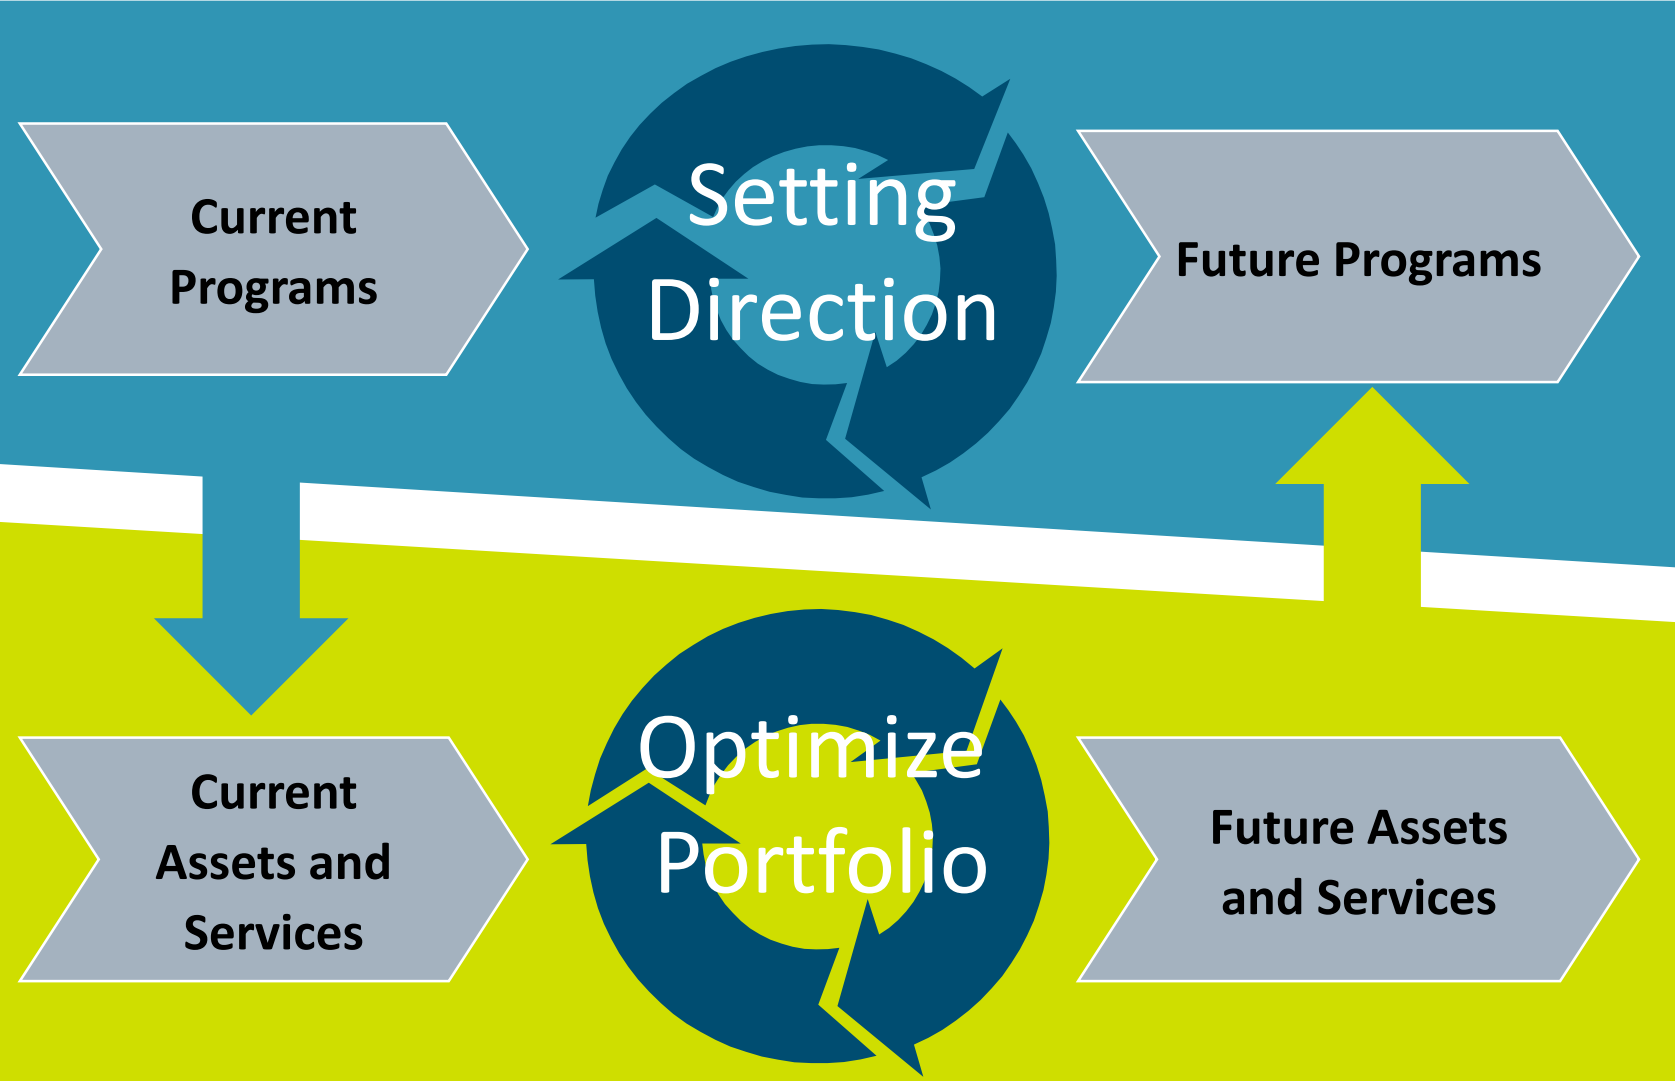 Current
Programs
Setting
Direction
Future Programs
Current
Assets and
Services
Optimize
Portfolio
Future Assets
and Services